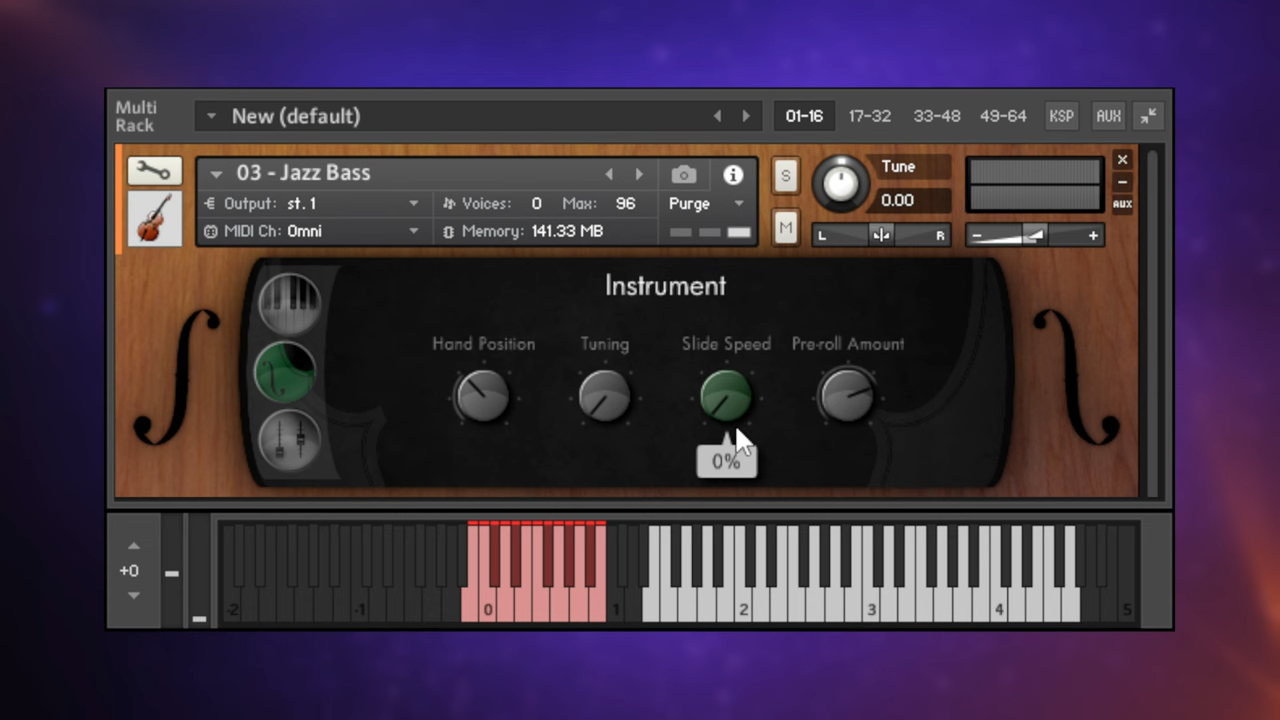 Multi
Rack
New (default)
01-16
17-32
33-48
49-64
KSP
AUX
03 - Jazz Bass
Output: st.1
Voices: 0 Max: 96
Purge
MIDI Ch: Omni
Memory: 141.33 MB
S
M
Tune
0.00
L
R
-
+
AUX
Instrument
Hand Position
Tuning
Slide Speed
Pre-roll Amount
0%
+0
-2
-1
0
1
2
3
4
5